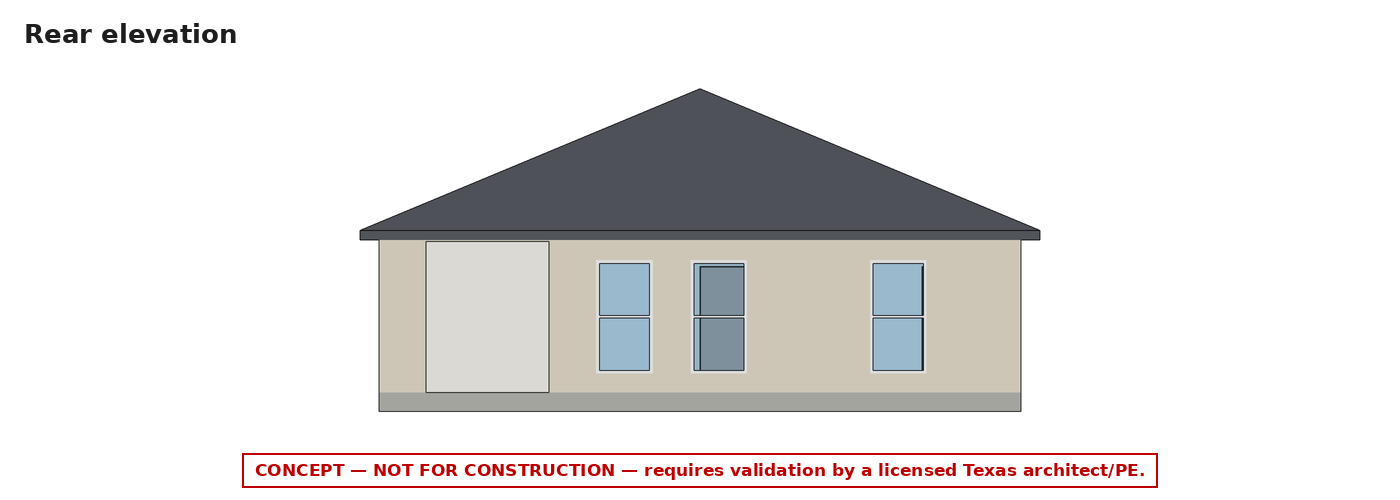 Rear elevation
CONCEPT — NOT FOR CONSTRUCTION — requires validation by a licensed Texas architect/PE.